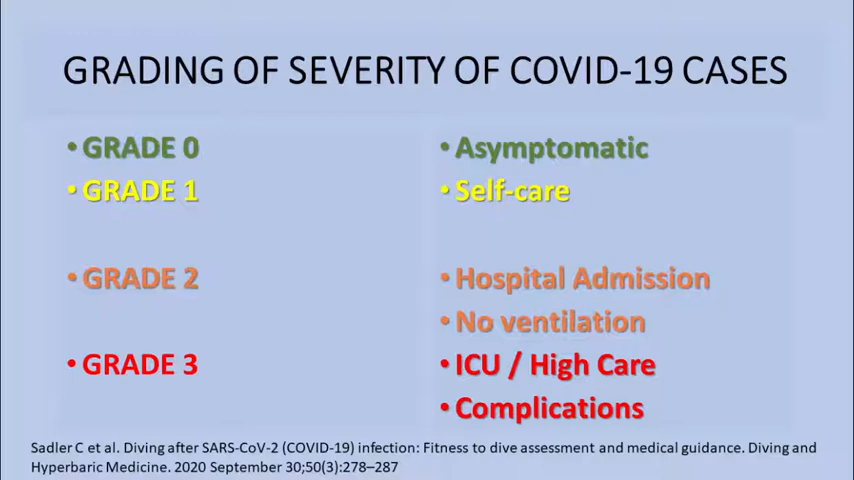 GRADING OF SEVERITY OF COVID-19 CASES
• GRADE 0
• Asymptomatic
• GRADE 1
• Self-care
• GRADE 2
• Hospital Admission
• No ventilation
• GRADE 3
• ICU / High Care
• Complications
Sadler C et al. Diving after SARS-CoV-2 (COVID-19) infection: Fitness to dive assessment and medical guidance. Diving and
Hyperbaric Medicine. 2020 September 30;50(3):278–287